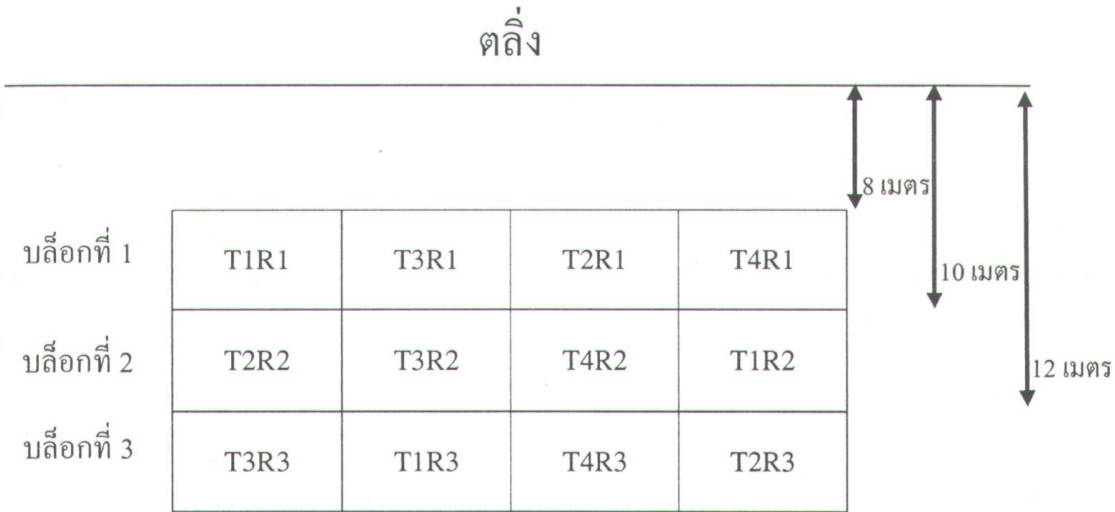 ตลิ่ง
8 เมตร
บล็อกที่ 1 T1R1 T3R1 T2R1 T4R1
10 เมตร
บล็อกที่ 2 T2R2 T3R2 T4R2 T1R2
12 เมตร
บล็อกที่ 3 T3R3 T1R3 T4R3 T2R3